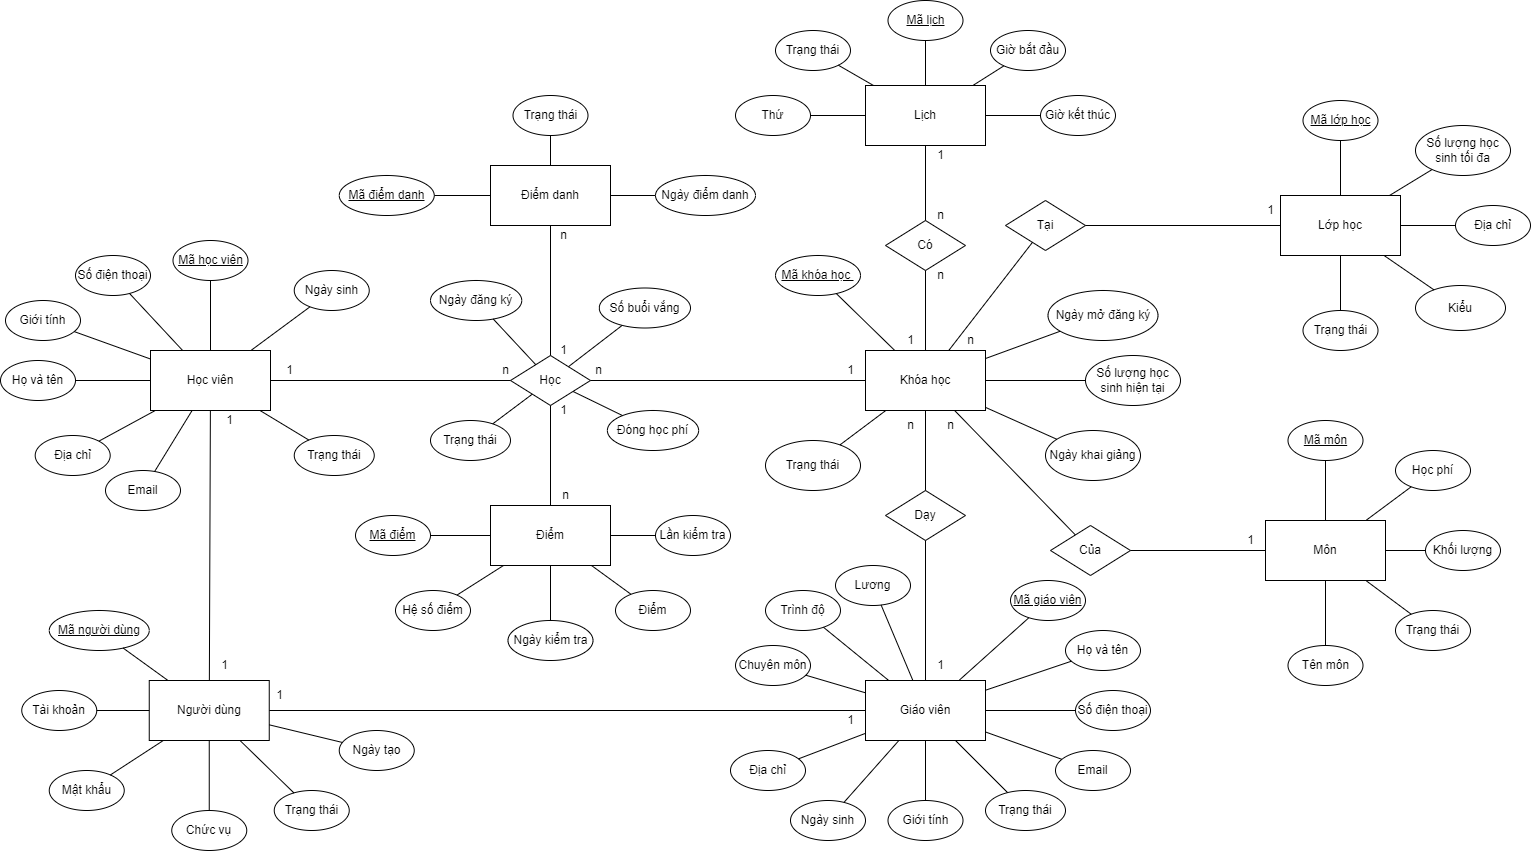 Mã lịch
Trạng thái
Giờ bắt đầu
Thứ
Lịch
Giờ kết thúc
1
n
Có
n
Tại
1
Mã lớp học
Số lượng học
sinh tối đa
Lớp học
Địa chỉ
Kiểu
Trạng thái
Trạng thái
Mã điểm danh
Điểm danh
Ngày điểm danh
n
Mã học viên
Số điện thoại
Ngày sinh
Giới tính
Họ và tên
Học viên
1
Địa chỉ
Email
Trạng thái
1
Ngày đăng ký
Số buổi vắng
1
n
Học
n
1
Trạng thái
Đóng học phí
n
Mã khóa học
1
n
1
Khóa học
Ngày mở đăng ký
Số lượng học
sinh hiện tại
Ngày khai giảng
Trạng thái
n
n
Dạy
Của
1
Mã môn
Học phí
Môn
Khối lượng
Trạng thái
Tên môn
Mã điểm
Điểm
Lần kiểm tra
Hệ số điểm
Ngày kiểm tra
Điểm
Mã người dùng
1
Tài khoản
Người dùng
1
Ngày tạo
Mật khẩu
Chức vụ
Trạng thái
Lương
Trình độ
Mã giáo viên
Chuyên môn
1
Họ và tên
1
Giáo viên
Số điện thoại
Địa chỉ
Email
Ngày sinh
Giới tính
Trạng thái